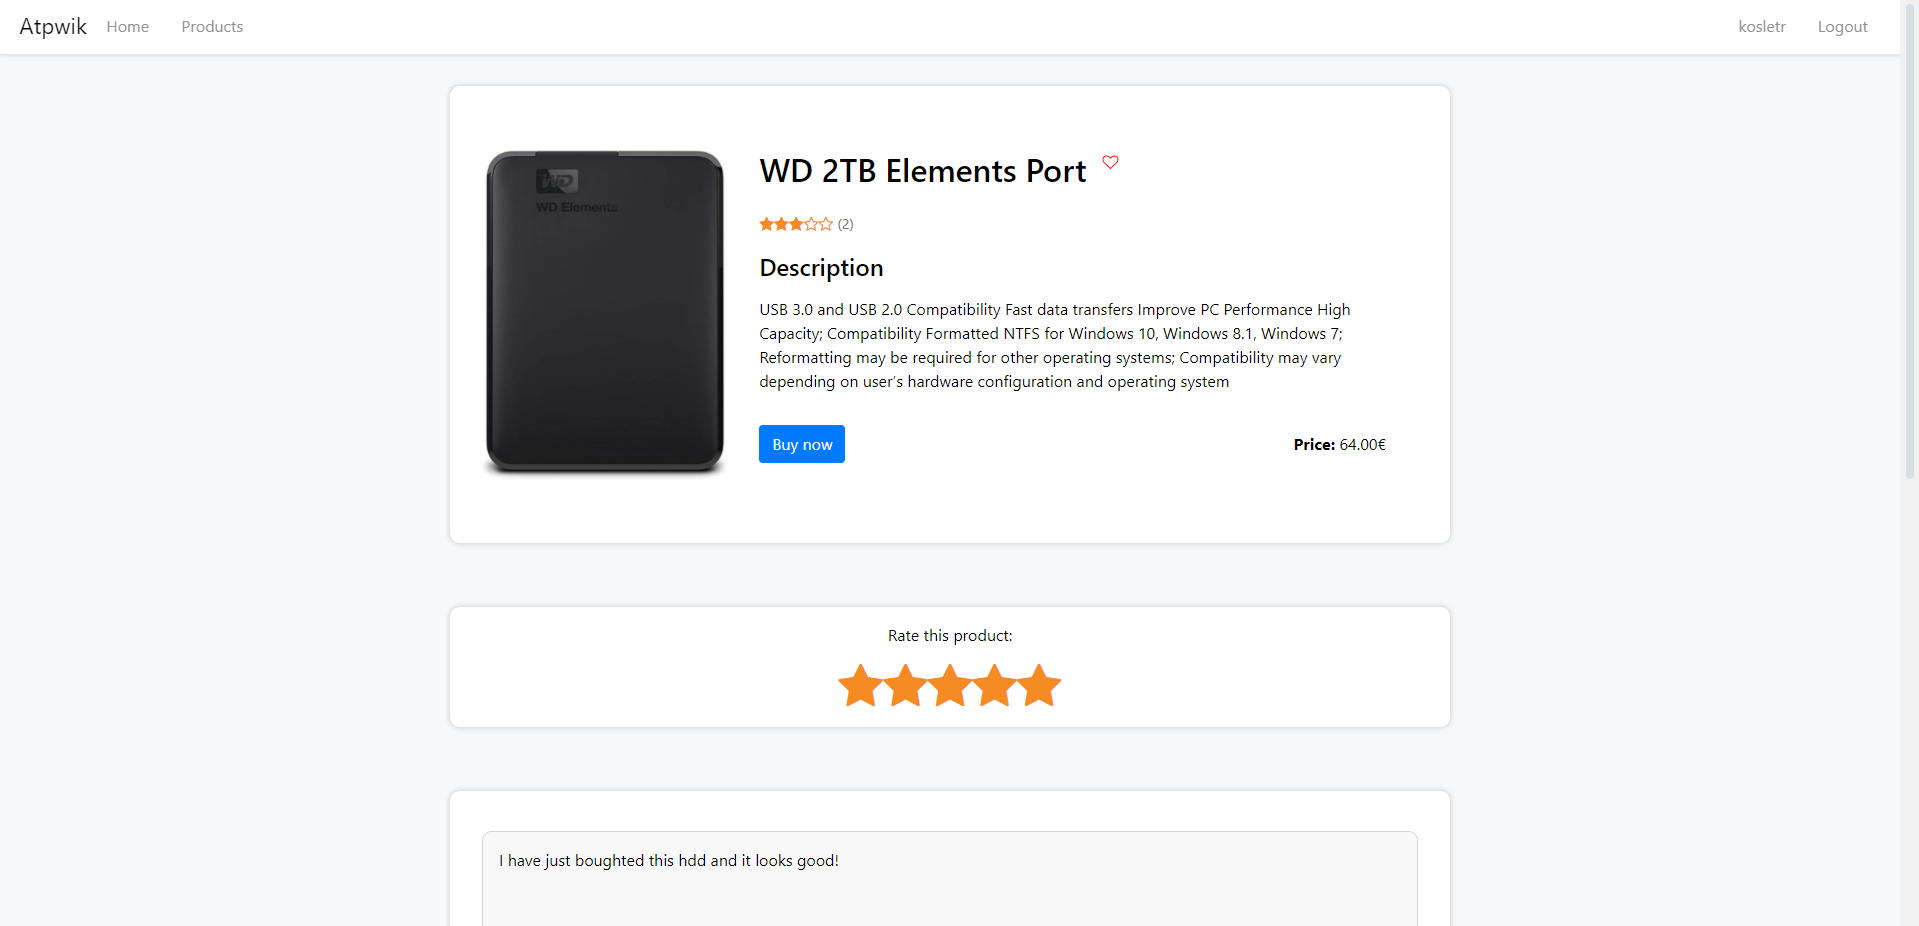 Atpwik Home Products kosletr Logout
WD
WD Elements
WD 2TB Elements Port
(2)
Description
USB 3.0 and USB 2.0 Compatibility Fast data transfers Improve PC Performance High
Capacity; Compatibility Formatted NTFS for Windows 10, Windows 8.1, Windows 7;
Reformatting may be required for other operating systems; Compatibility may vary
depending on user's hardware configuration and operating system
Buy now
Price: 64.00€
Rate this product:
I have just boughted this hdd and it looks good!